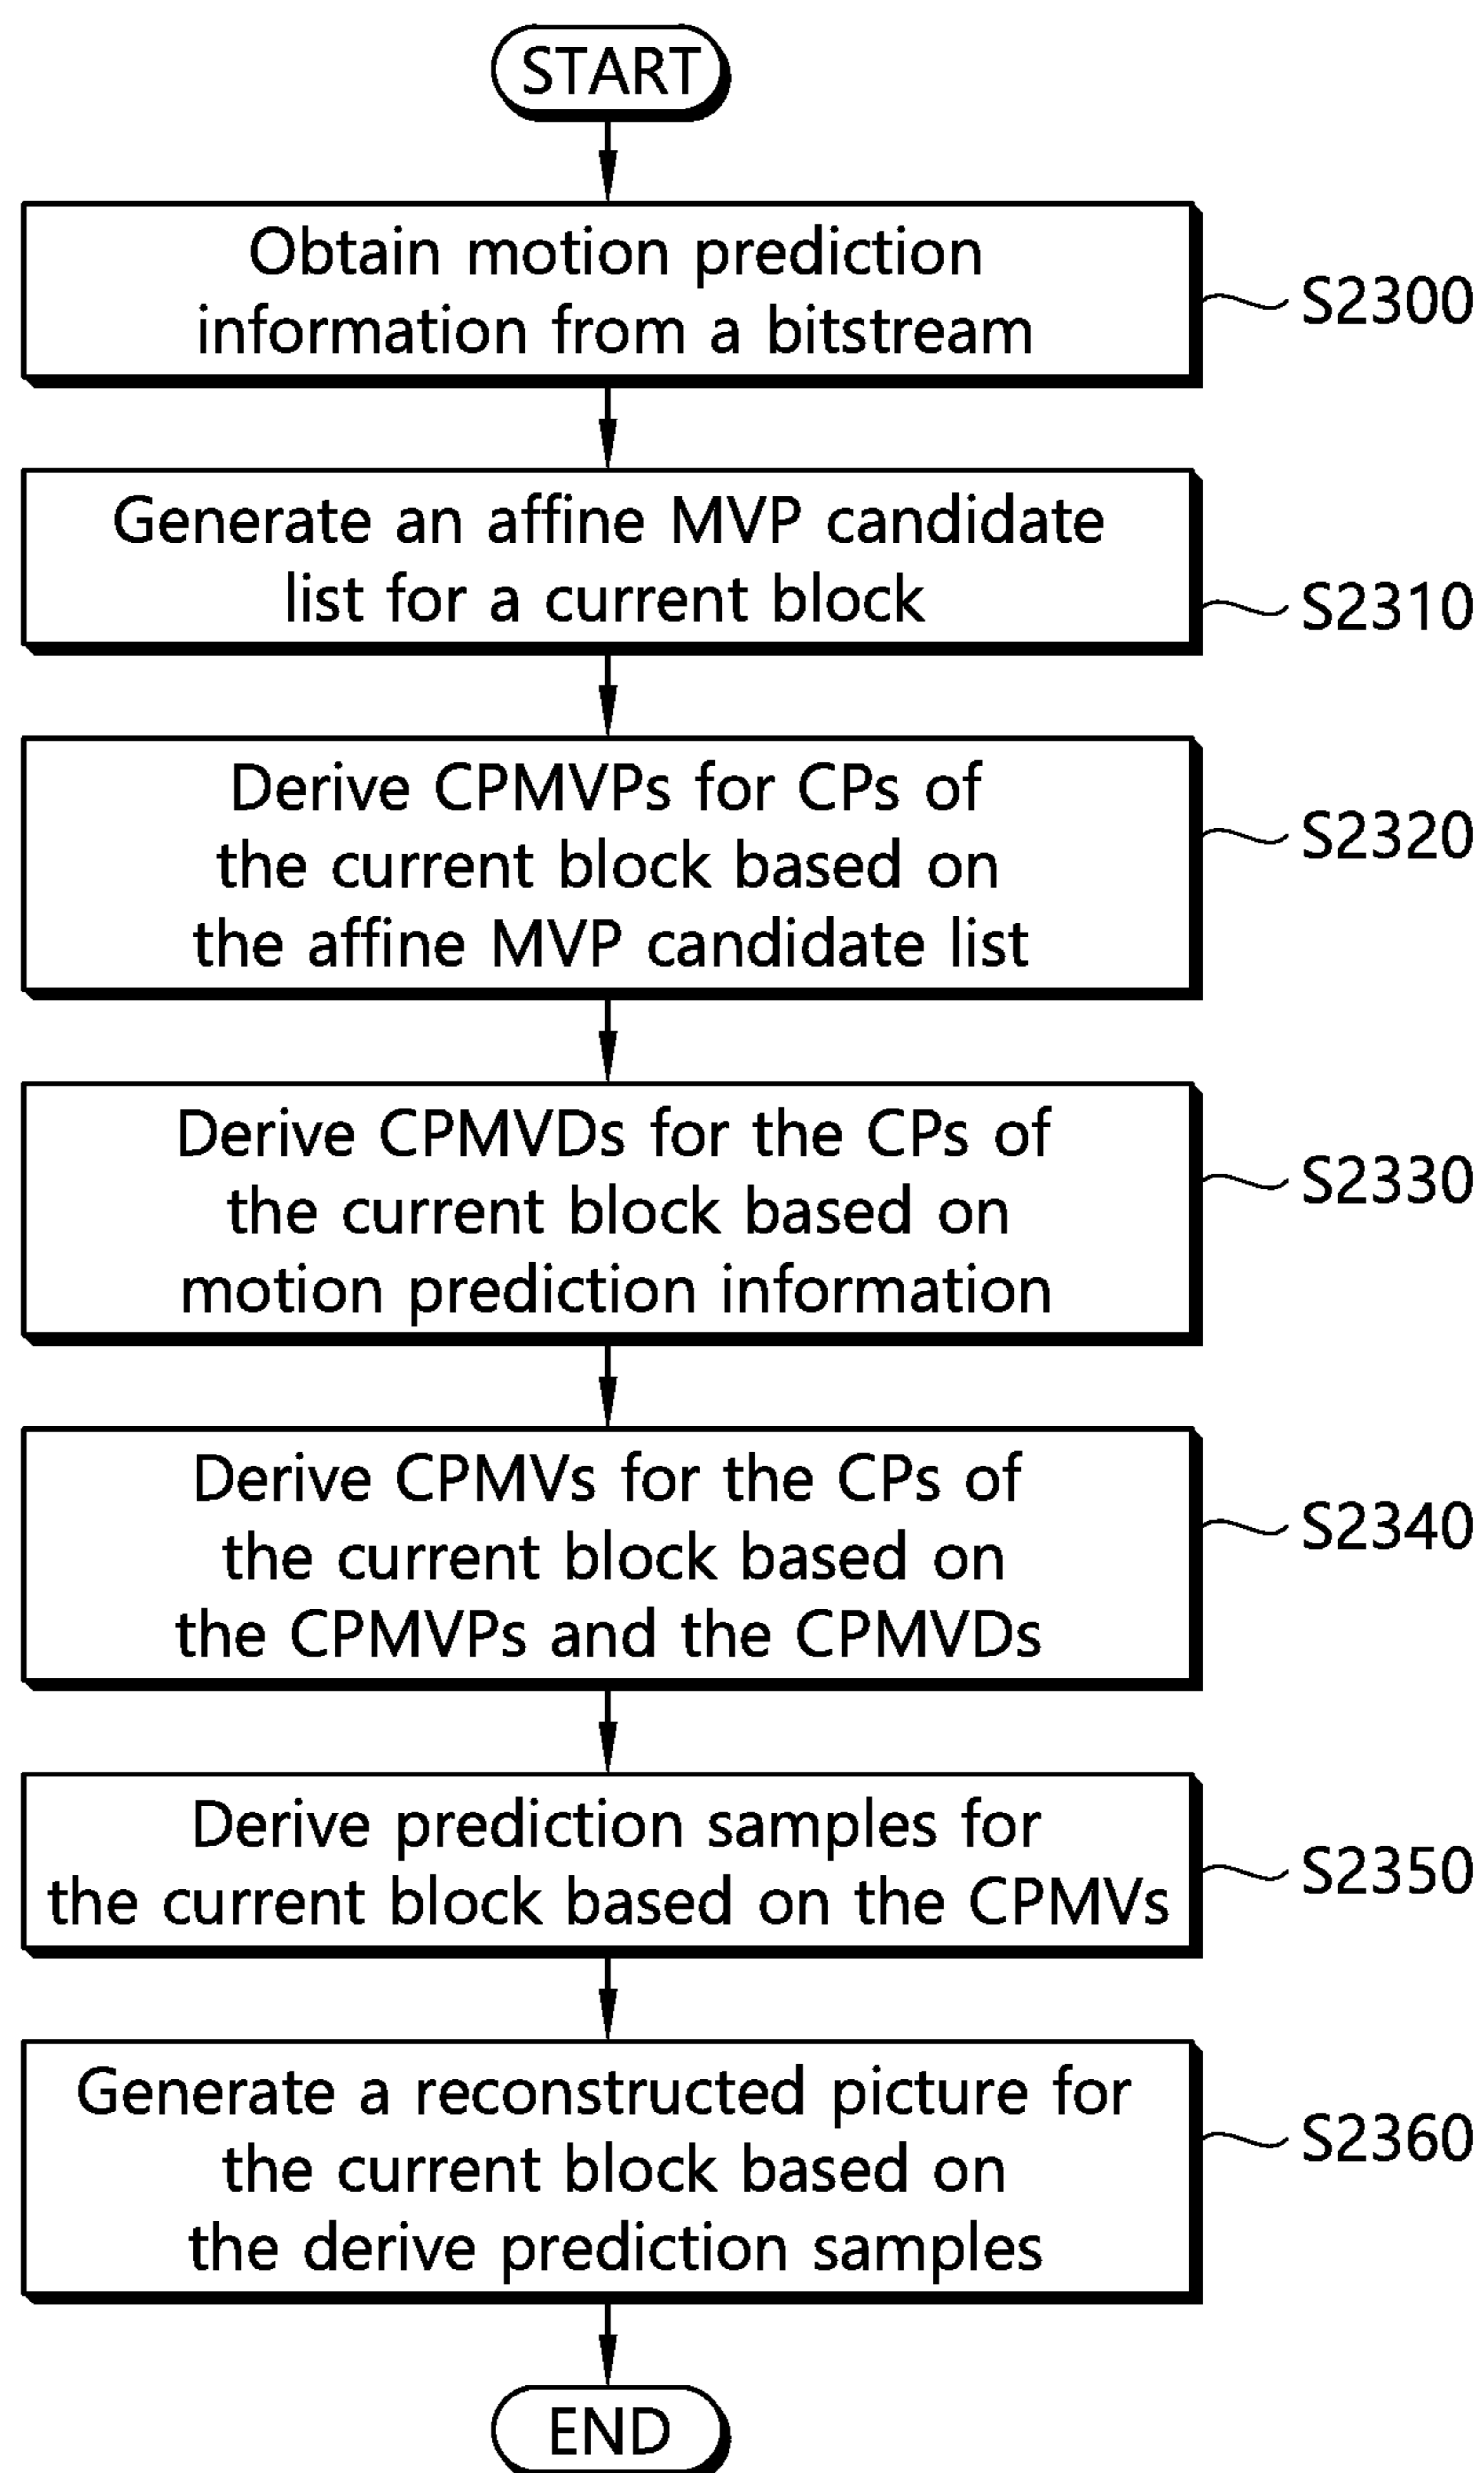 START
Obtain motion prediction
information from a bitstream
S2300
Generate an affine MVP candidate
list for a current block
S2310
Derive CPMVPs for CPs of
the current block based on
the affine MVP candidate list
S2320
Derive CPMVDs for the CPs of
the current block based on
motion prediction information
S2330
Derive CPMVs for the CPs of
the current block based on
the CPMVPs and the CPMVDs
S2340
Derive prediction samples for
the current block based on the CPMVs
S2350
Generate a reconstructed picture for
the current block based on
the derive prediction samples
S2360
END